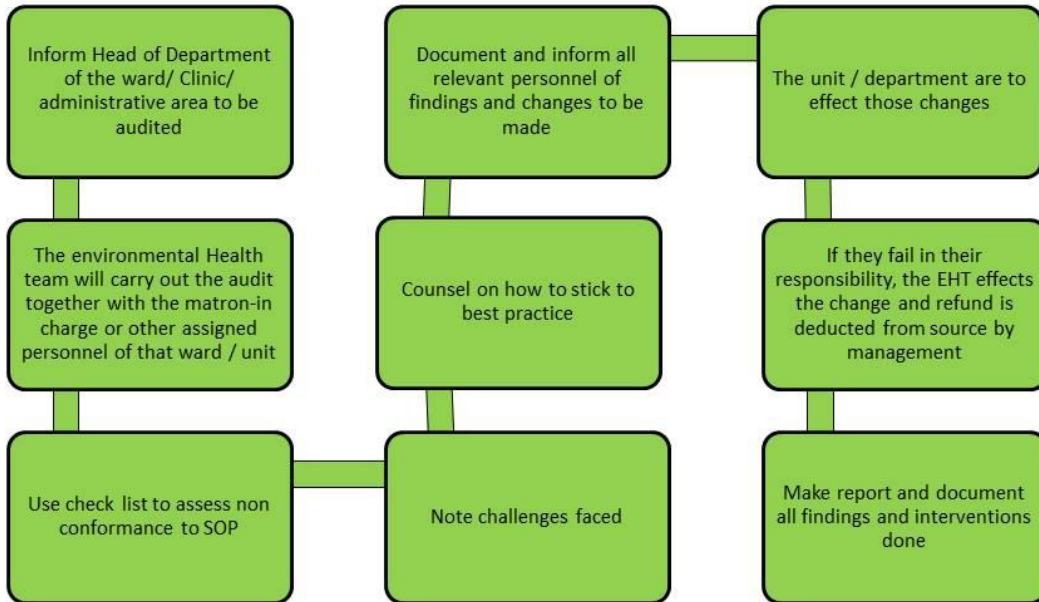 Inform Head of Department
of the ward/ Clinic/
administrative area to be
audited
The environmental Health
team will carry out the audit
together with the matron-in
charge or other assigned
personnel of that ward / unit
Use check list to assess non
conformance to SOP
Note challenges faced
Counsel on how to stick to
best practice
Document and inform all
relevant personnel of
findings and changes to be
made
The unit / department are to
effect those changes
If they fail in their
responsibility, the EHT effects
the change and refund is
deducted from source by
management
Make report and document
all findings and interventions
done